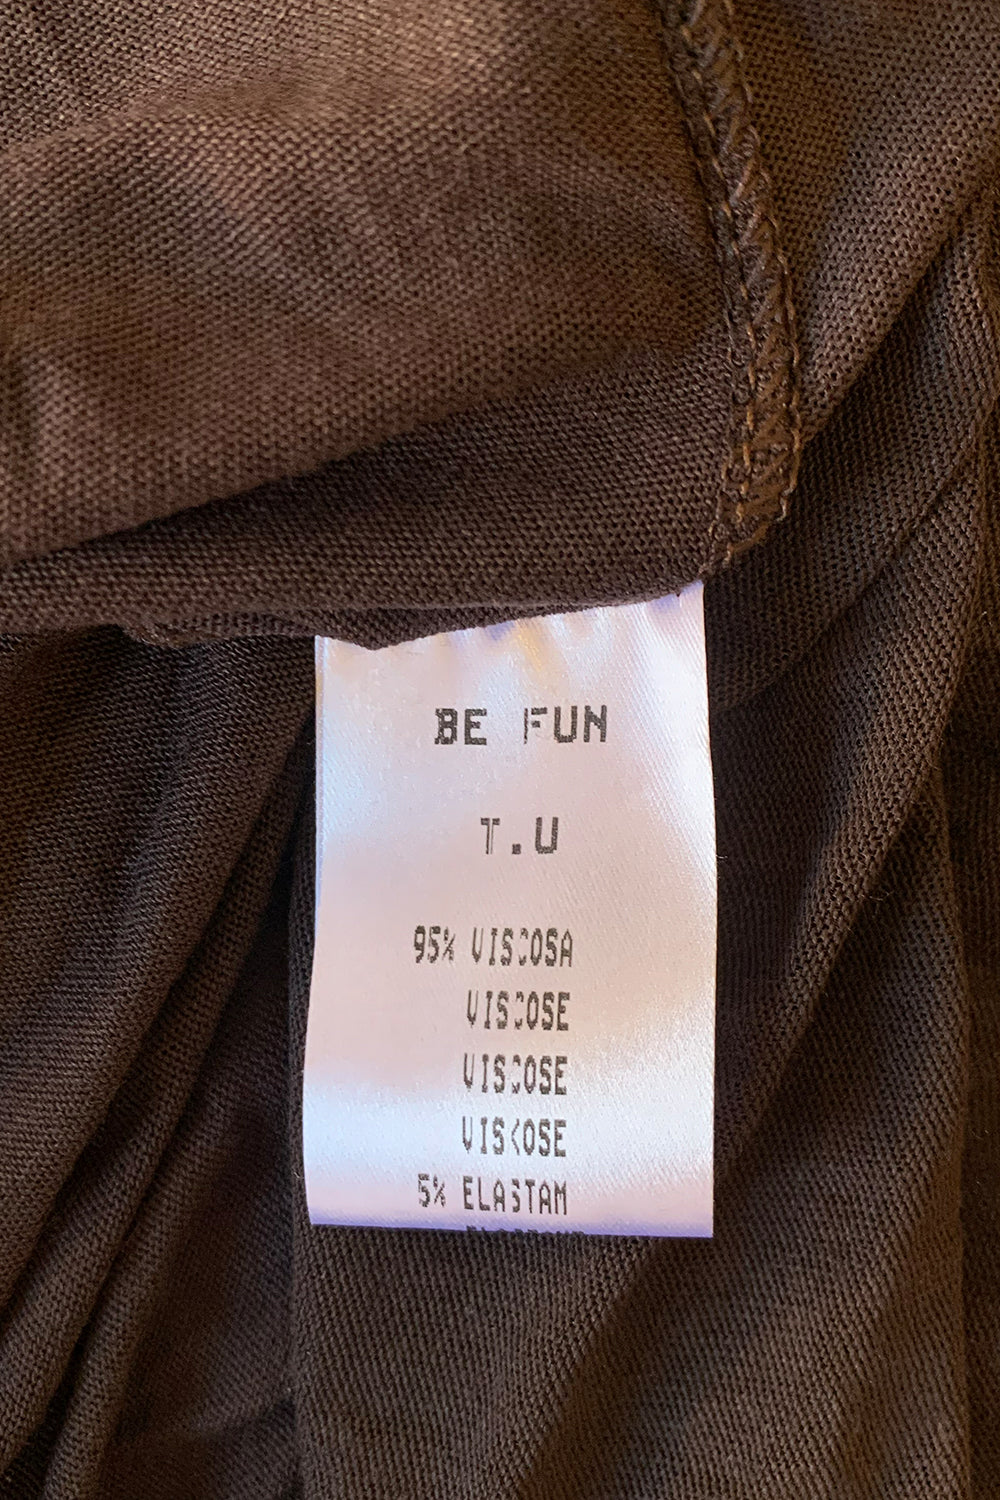 BE FUN
T.U
95% VISCOSA
VISCOSE
VISCOSE
VISKOSE
5% ELASTAM